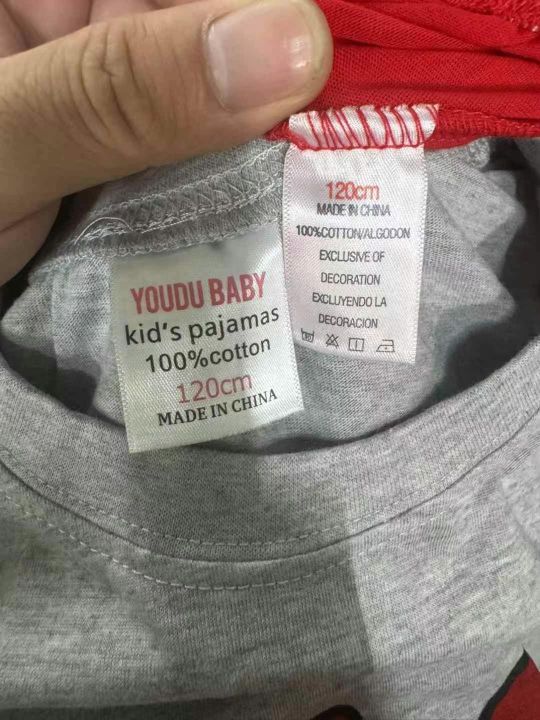 YOUDU BABY
kid's pajamas
100%cotton
120cm
MADE IN CHINA
120cm
MADE IN CHINA
100%COTTON/ALGODON
EXCLUSIVE OF
DECORATION
EXCLUYENDO LA
DECORACION